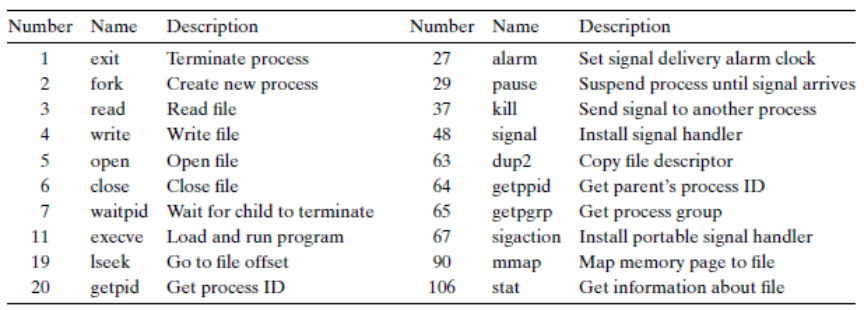 Number Name Description Number Name Description
1 exit Terminate process 27 alarm Set signal delivery alarm clock
2 fork Create new process 29 pause Suspend process until signal arrives
3 read Read file 37 kill Send signal to another process
4 write Write file 48 signal Install signal handler
5 open Open file 63 dup2 Copy file descriptor
6 close Close file 64 getppid Get parent's process ID
7 waitpid Wait for child to terminate 65 getpgrp Get process group
11 execve Load and run program 67 sigaction Install portable signal handler
19 lseek Go to file offset 90 mmap Map memory page to file
20 getpid Get process ID 106 stat Get information about file